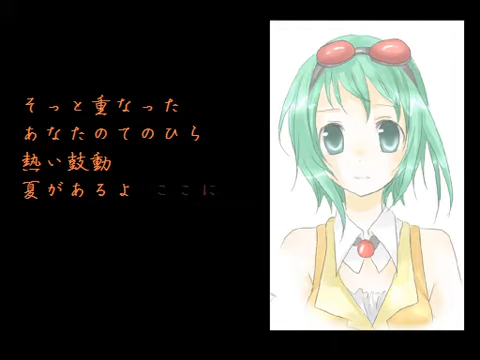 そっと重なった
あなたのてのひら
熱い鼓動
夏があるよ ここに